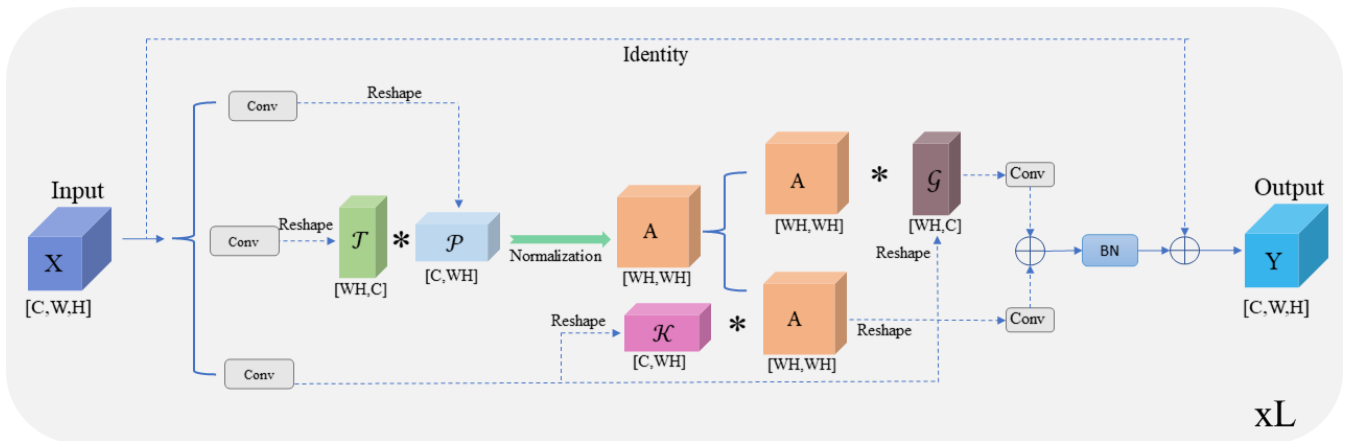 Identity
Conv
Reshape
Input
X
[C,W,H]
Conv
Reshape
𝒯
*
𝒫
[WH,C]
[C,WH]
Normalization
A
[WH,WH]
A
[WH,WH]
*
𝒢
[WH,C]
Reshape
Conv
Conv
Reshape
𝒦
[C,WH]
*
A
[WH,WH]
Reshape
Conv
BN
Output
Y
[C,W,H]
xL